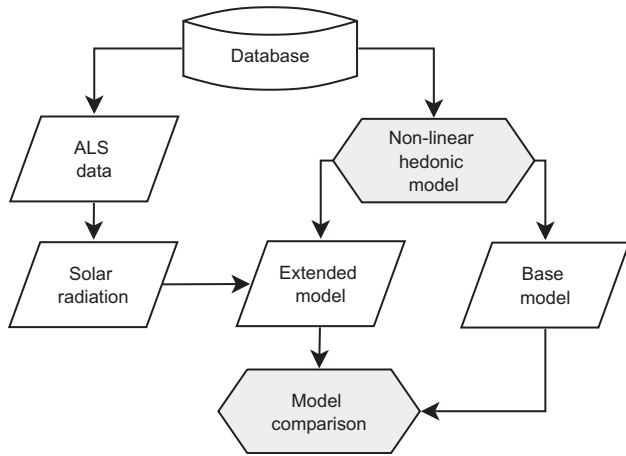 Database
ALS
data
Non-linear
hedonic
model
Solar
radiation
Extended
model
Base
model
Model
comparison